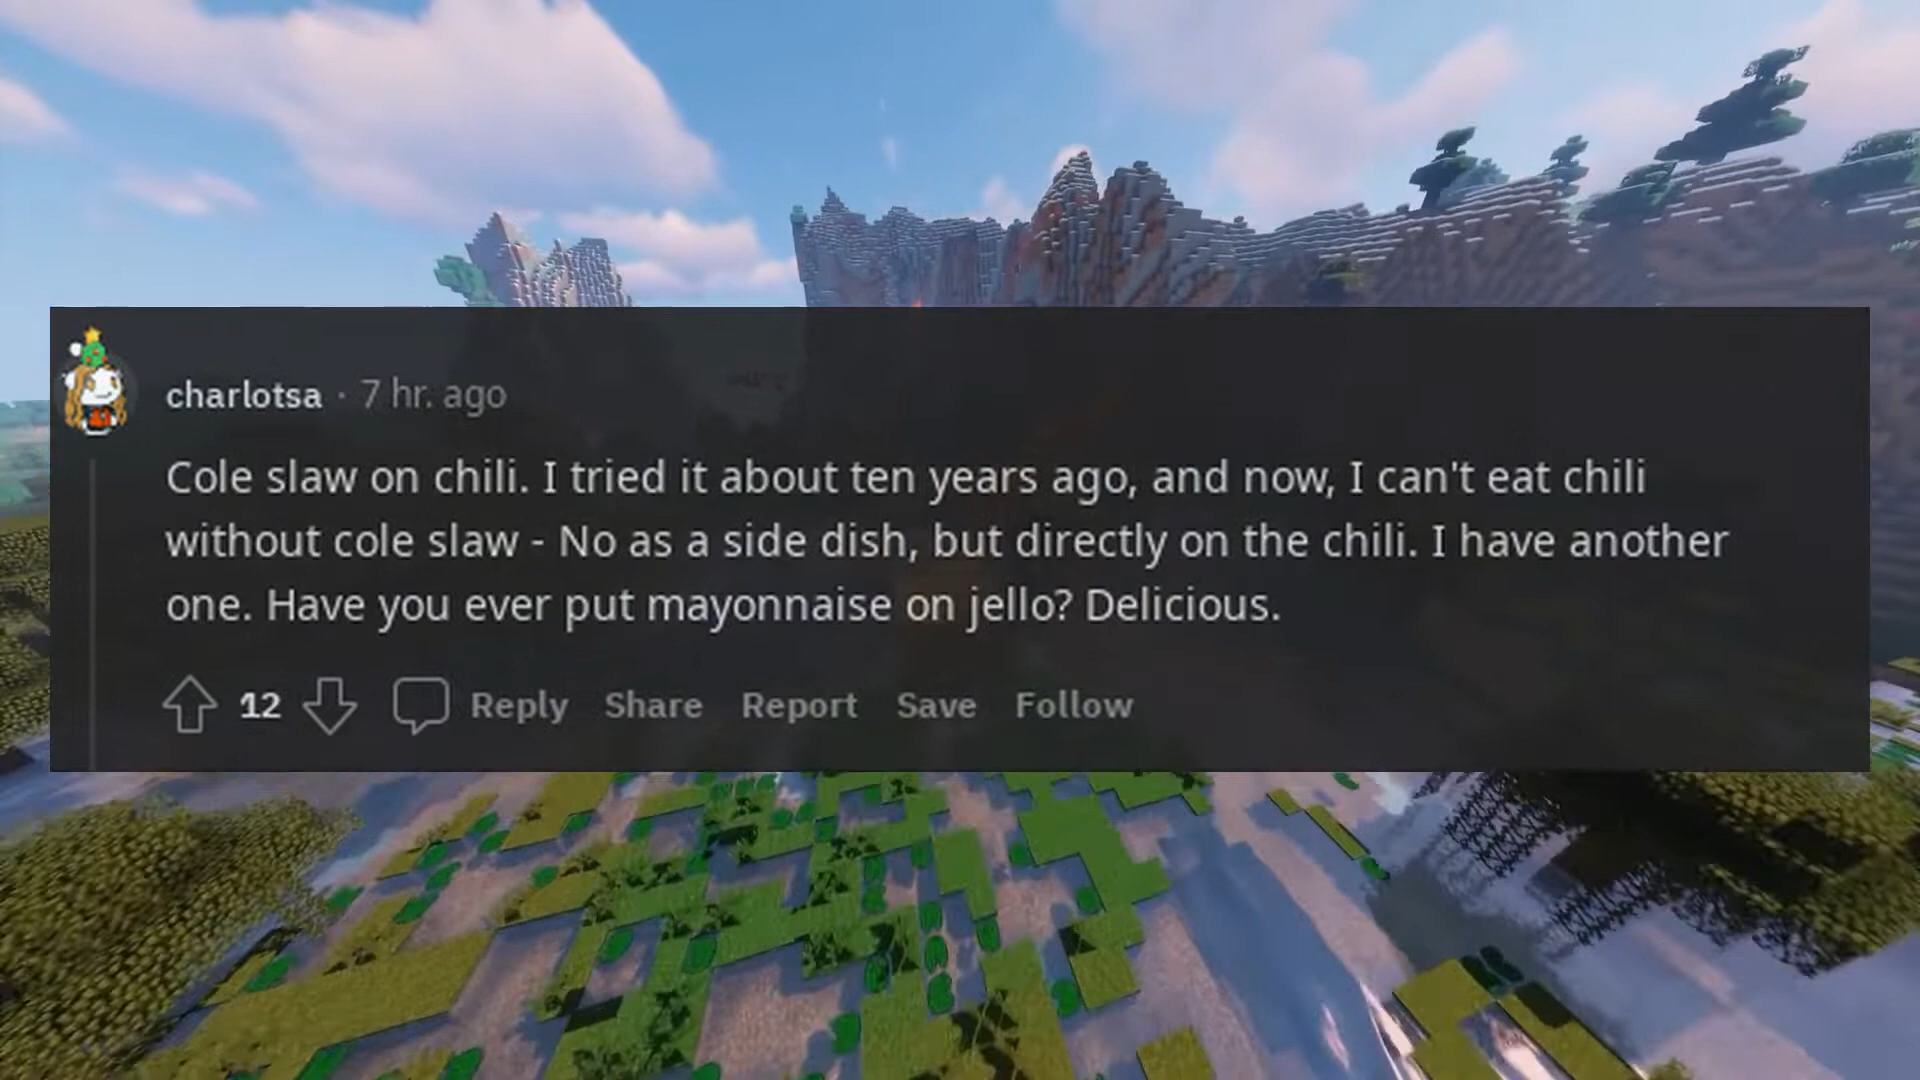 charlotsa · 7 hr. ago
Cole slaw on chili. I tried it about ten years ago, and now, I can't eat chili
without cole slaw - No as a side dish, but directly on the chili. I have another
one. Have you ever put mayonnaise on jello? Delicious.
12 Reply Share Report Save Follow